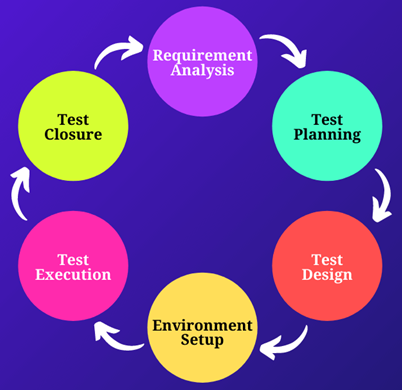 Requirement
Analysis
Test
Planning
Test
Design
Environment
Setup
Test
Execution
Test
Closure